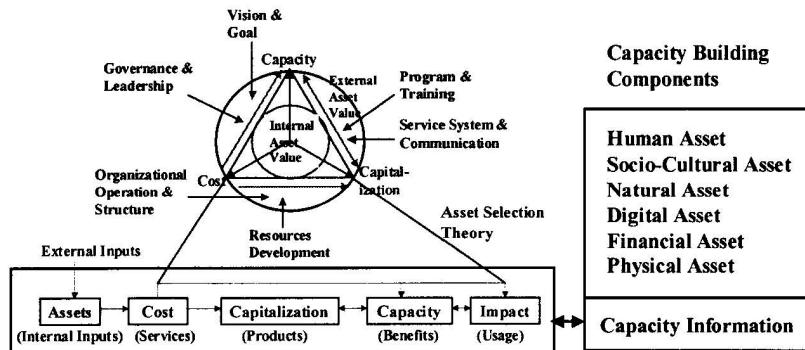 Vision &
Goal
Capacity
Governance &
Leadership
External
Asset
Value
Program &
Training
Internal
Asset
Value
Service System &
Communication
Organizational
Operation &
Structure
Cost
Capital-
ization
Resources
Development
Asset Selection
Theory
External Inputs
Assets
Cost
Capitalization
Capacity
Impact
(Internal Inputs)
(Services)
(Products)
(Benefits)
(Usage)
Capacity Building
Components
Human Asset
Socio-Cultural Asset
Natural Asset
Digital Asset
Financial Asset
Physical Asset
Capacity Information